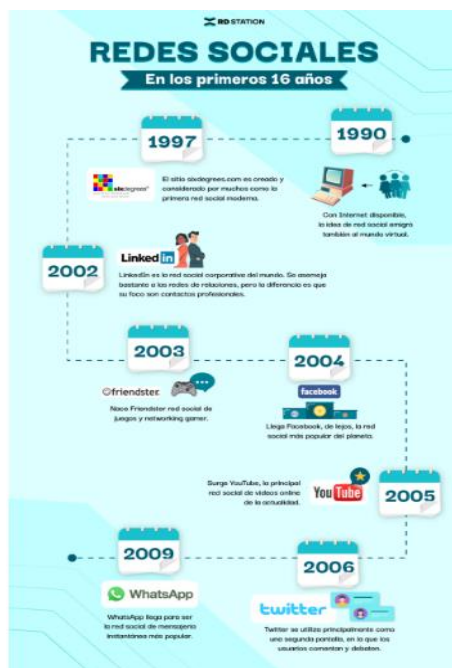 RD STATION
REDES SOCIALES
En los primeros 16 años
1990
Con Internet disponible,
la idea de red social emigró
también al mundo virtual.
1997
sixdegrees
El sitio sixdegrees.com es creado y
considerado por muchos como la
primera red social moderna.
2002
Linked in
LinkedIn es la red social corporativa del mundo. Se asemeja
bastante a las redes de relaciones, pero la diferencia es que
su foco son contactos profesionales.
2003
friendster
Nace Friendster red social de
juegos y networking gamer.
2004
facebook
Llega Facebook, de lejos, la red
social más popular del planeta.
2005
YouTube
Surge YouTube, la principal
red social de videos online
de la actualidad.
2006
twitter
Twitter se utiliza principalmente como
una segunda pantalla, en la que los
usuarios comentan y debaten.
2009
WhatsApp
WhatsApp llega para ser
la red social de mensajería
instantánea más popular.